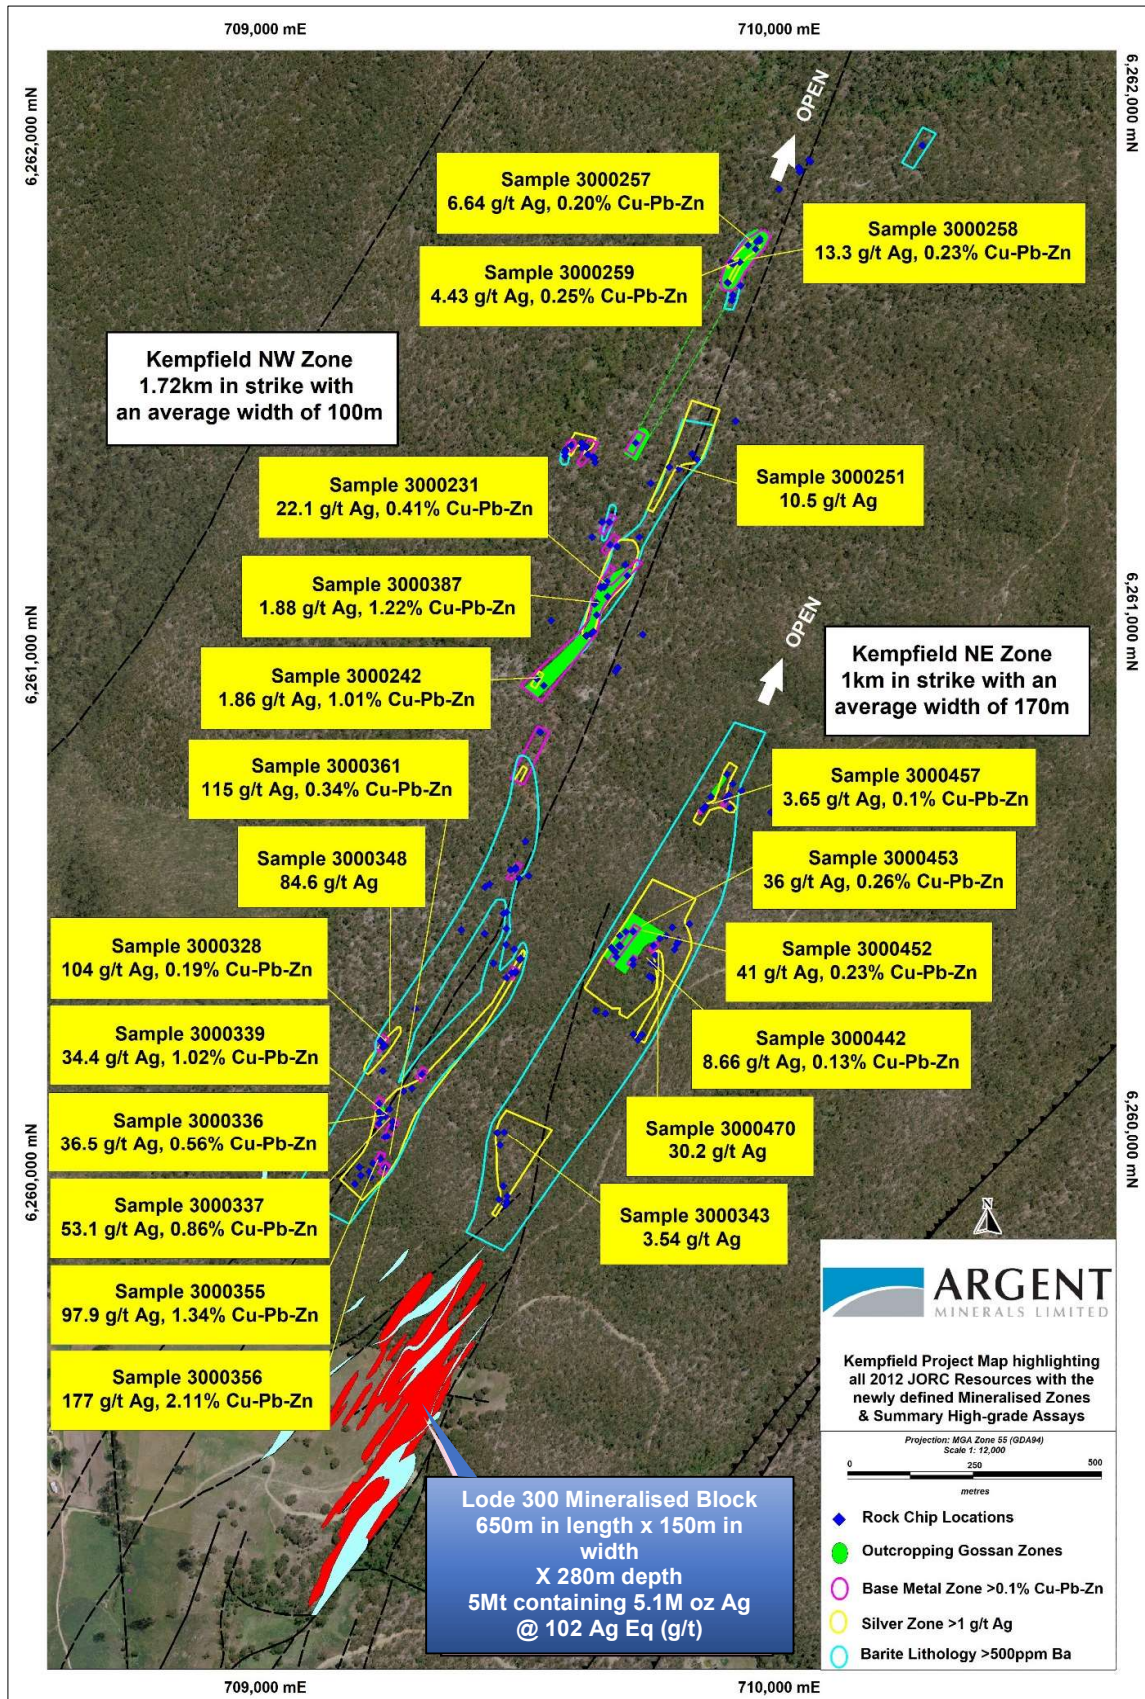 709,000 mE
710,000 mE
6,262,000 mN
6,262,000 mN
OPEN
Sample 3000257
6.64 g/t Ag, 0.20% Cu-Pb-Zn
Sample 3000258
13.3 g/t Ag, 0.23% Cu-Pb-Zn
Sample 3000259
4.43 g/t Ag, 0.25% Cu-Pb-Zn
Kempfield NW Zone
1.72km in strike with
an average width of 100m
Sample 3000251
10.5 g/t Ag
Sample 3000231
22.1 g/t Ag, 0.41% Cu-Pb-Zn
Sample 3000387
1.88 g/t Ag, 1.22% Cu-Pb-Zn
6,261,000 mN
6,261,000 mN
OPEN
Kempfield NE Zone
1km in strike with an
average width of 170m
Sample 3000242
1.86 g/t Ag, 1.01% Cu-Pb-Zn
Sample 3000361
115 g/t Ag, 0.34% Cu-Pb-Zn
Sample 3000457
3.65 g/t Ag, 0.1% Cu-Pb-Zn
Sample 3000348
84.6 g/t Ag
Sample 3000453
36 g/t Ag, 0.26% Cu-Pb-Zn
Sample 3000328
104 g/t Ag, 0.19% Cu-Pb-Zn
Sample 3000452
41 g/t Ag, 0.23% Cu-Pb-Zn
Sample 3000339
34.4 g/t Ag, 1.02% Cu-Pb-Zn
Sample 3000442
8.66 g/t Ag, 0.13% Cu-Pb-Zn
Sample 3000336
36.5 g/t Ag, 0.56% Cu-Pb-Zn
Sample 3000470
30.2 g/t Ag
6,260,000 mN
6,260,000 mN
Sample 3000337
53.1 g/t Ag, 0.86% Cu-Pb-Zn
Sample 3000343
3.54 g/t Ag
Sample 3000355
97.9 g/t Ag, 1.34% Cu-Pb-Zn
Sample 3000356
177 g/t Ag, 2.11% Cu-Pb-Zn
N
ARGENT
MINERALS LIMITED
Kempfield Project Map highlighting
all 2012 JORC Resources with the
newly defined Mineralised Zones
& Summary High-grade Assays
Projection: MGA Zone 55 (GDA94)
Scale 1: 12,000
0 250 500
metres
Rock Chip Locations
Outcropping Gossan Zones
Base Metal Zone >0.1% Cu-Pb-Zn
Silver Zone >1 g/t Ag
Barite Lithology >500ppm Ba
Lode 300 Mineralised Block
650m in length x 150m in
width
X 280m depth
5Mt containing 5.1M oz Ag
@ 102 Ag Eq (g/t)
709,000 mE
710,000 mE